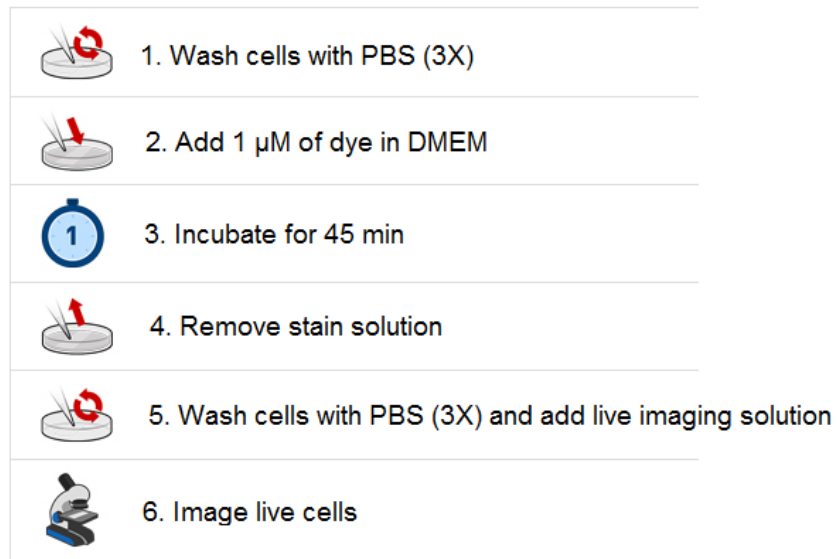 1. Wash cells with PBS (3X)
2. Add 1 µM of dye in DMEM
1
3. Incubate for 45 min
4. Remove stain solution
5. Wash cells with PBS (3X) and add live imaging solution
6. Image live cells